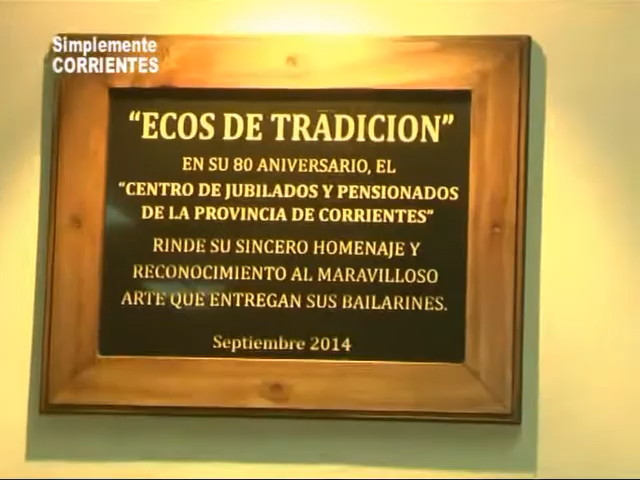 Simplemente
CORRIENTES
"ECOS DE TRADICION"
EN SU 80 ANIVERSARIO, EL
"CENTRO DE JUBILADOS Y PENSIONADOS
DE LA PROVINCIA DE CORRIENTES"
RINDE SU SINCERO HOMENAJE Y
RECONOCIMIENTO AL MARAVILLOSO
ARTE QUE ENTREGAN SUS BAILARINES.
Septiembre 2014